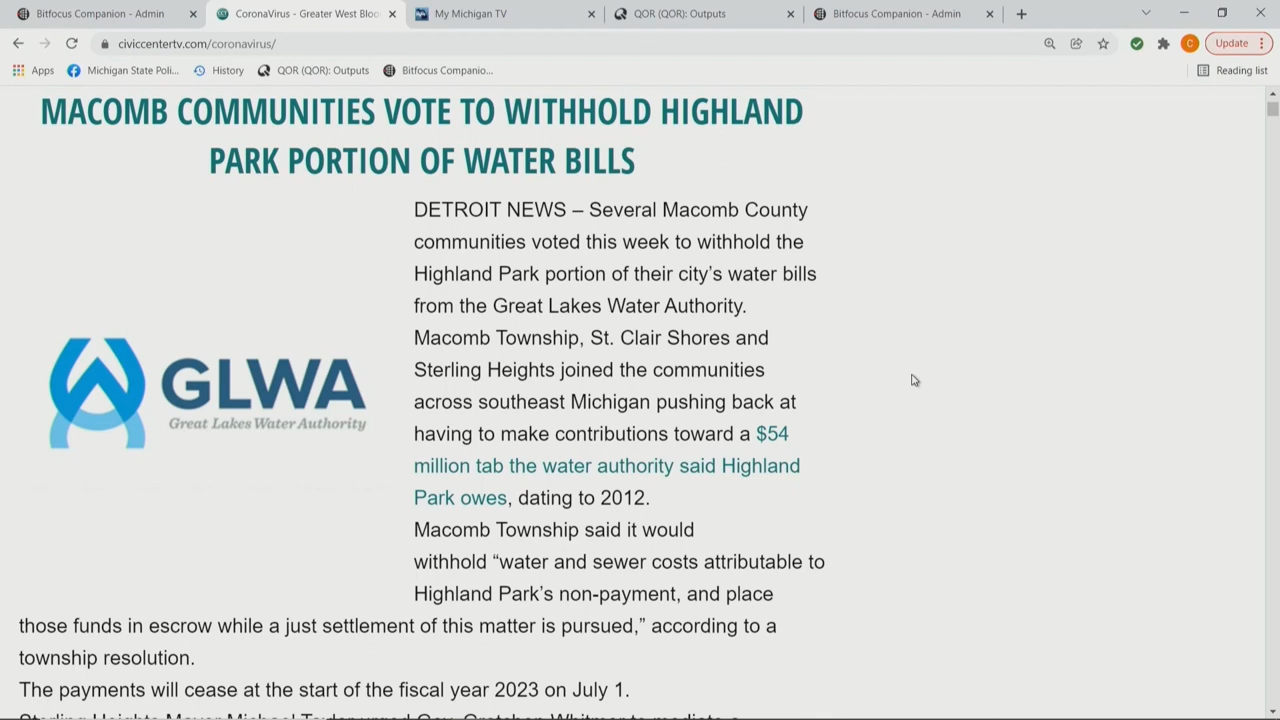 Bitfocus Companion - Admin
CoronaVirus - Greater West Bloo
My Michigan TV
QOR (QOR): Outputs
Bitfocus Companion - Admin
civiccentertv.com/coronavirus/
C
Update
Apps
Michigan State Poli...
History
QOR (QOR): Outputs
Bitfocus Companio...
Reading list
MACOMB COMMUNITIES VOTE TO WITHHOLD HIGHLAND
PARK PORTION OF WATER BILLS
DETROIT NEWS – Several Macomb County
communities voted this week to withhold the
Highland Park portion of their city’s water bills
from the Great Lakes Water Authority.
Macomb Township, St. Clair Shores and
Sterling Heights joined the communities
across southeast Michigan pushing back at
having to make contributions toward a $54
million tab the water authority said Highland
Park owes, dating to 2012.
Macomb Township said it would
withhold “water and sewer costs attributable to
Highland Park’s non-payment, and place
those funds in escrow while a just settlement of this matter is pursued,” according to a
township resolution.
The payments will cease at the start of the fiscal year 2023 on July 1.
GLWA
Great Lakes Water Authority